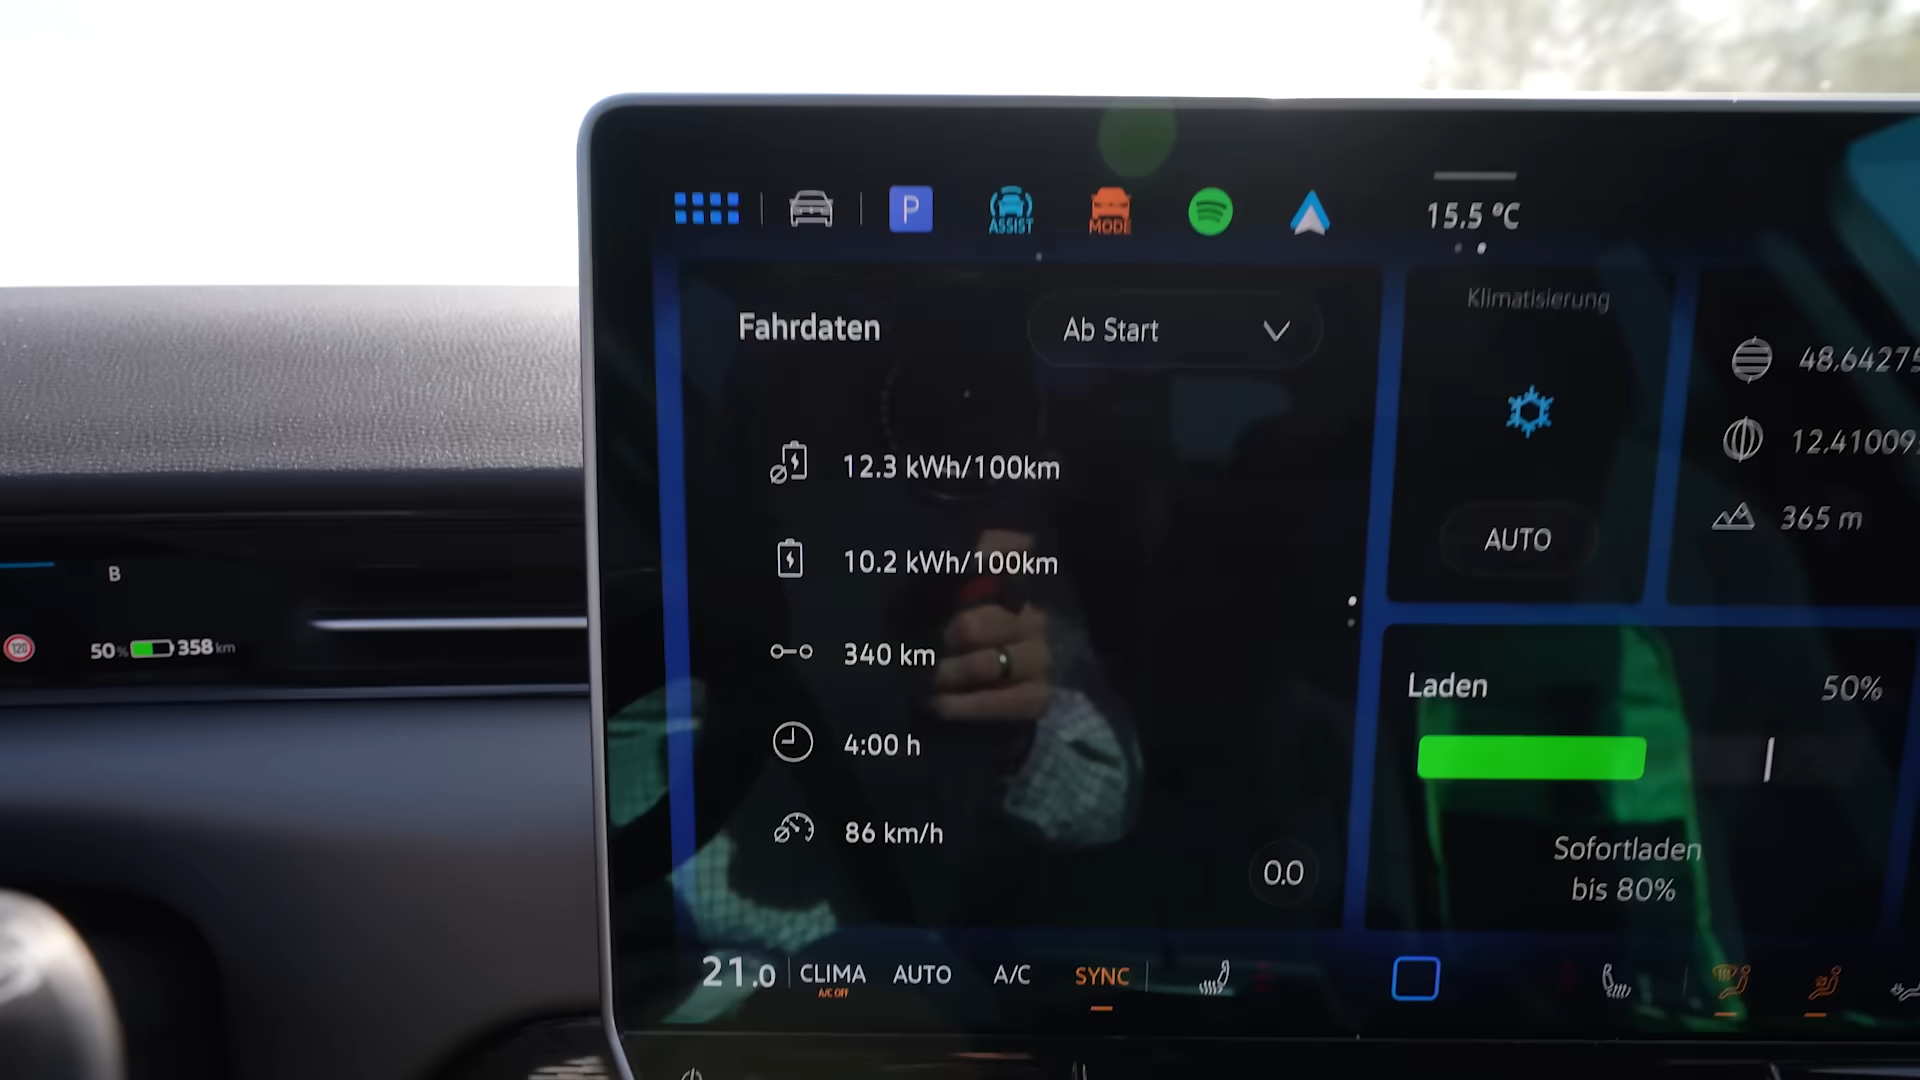 P
ASSIST
MODE
15.5 °C
Fahrdaten
Ab Start
Klimatisierung
48.64275
12.41009
365 m
12.3 kWh/100km
10.2 kWh/100km
AUTO
340 km
4:00 h
86 km/h
0.0
B
120
50% 358 km
Laden
50%
Sofortladen
bis 80%
21.0
CLIMA
A/C OFF
AUTO
A/C
SYNC